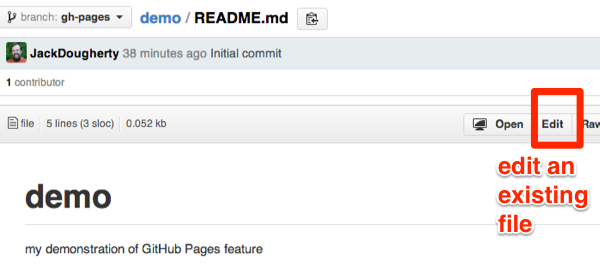 branch: gh-pages demo / README.md
JackDougherty 38 minutes ago Initial commit
1 contributor
file 5 lines (3 sloc) 0.052 kb Open Edit Raw
edit an
existing
file
demo
my demonstration of GitHub Pages feature